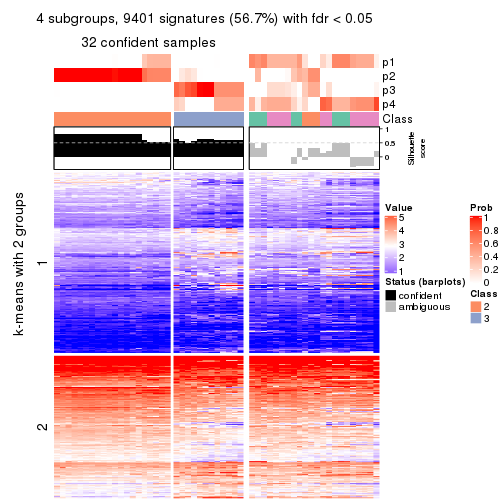 4 subgroups, 9401 signatures (56.7%) with fdr < 0.05
32 confident samples
p1
p2
p3
p4
Class
1
0.5
0
Silhouette
score
k-means with 2 groups
1
2
Value
5
4
3
2
1
Status (barplots)
confident
ambiguous
Prob
1
0.8
0.6
0.4
0.2
0
Class
2
3